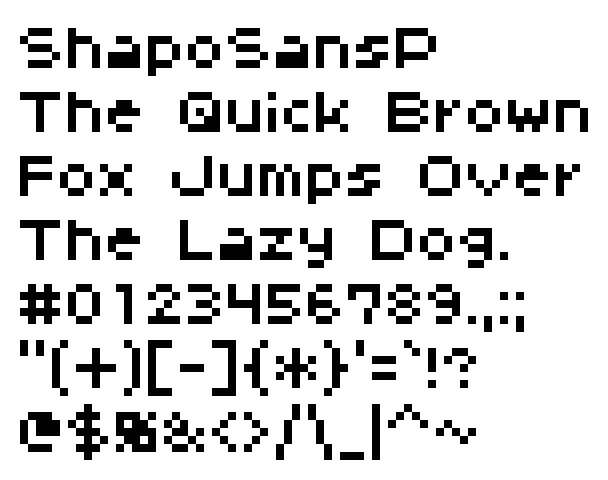 ShapoSansP
The Quick Brown
Fox Jumps Over
The Lazy Dog.
#0123456789.,:;
"(+)[-]{*}'=`!?
@$%&<>/\_|^~